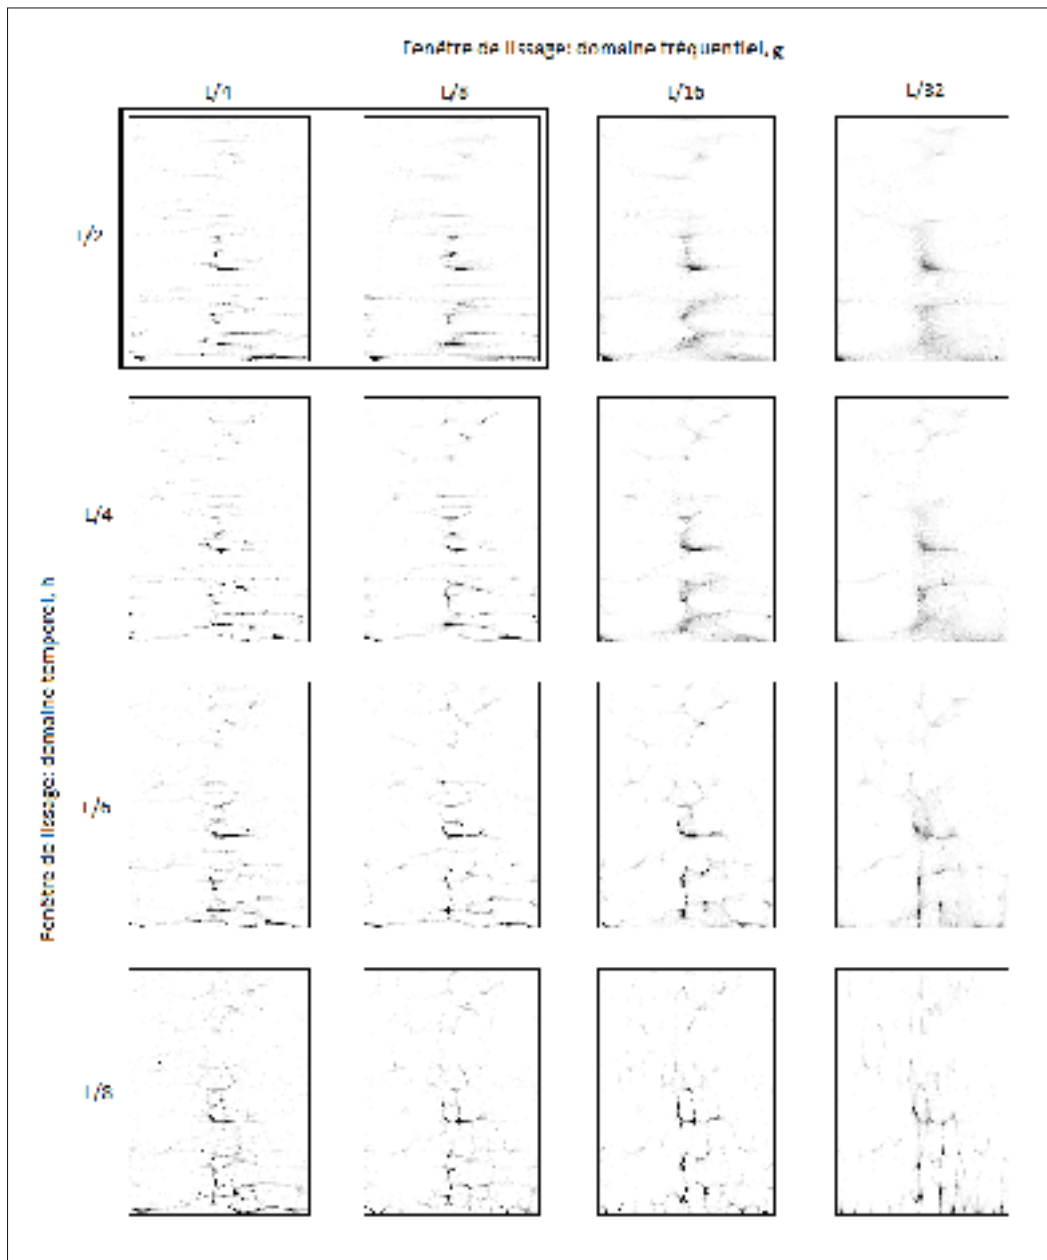 Fenêtre de lissage: domaine fréquentiel, g
L/4 L/8 L/16 L/32
L/2
L/4
L/6
L/8
Fenêtre de lissage: domaine temporel, h